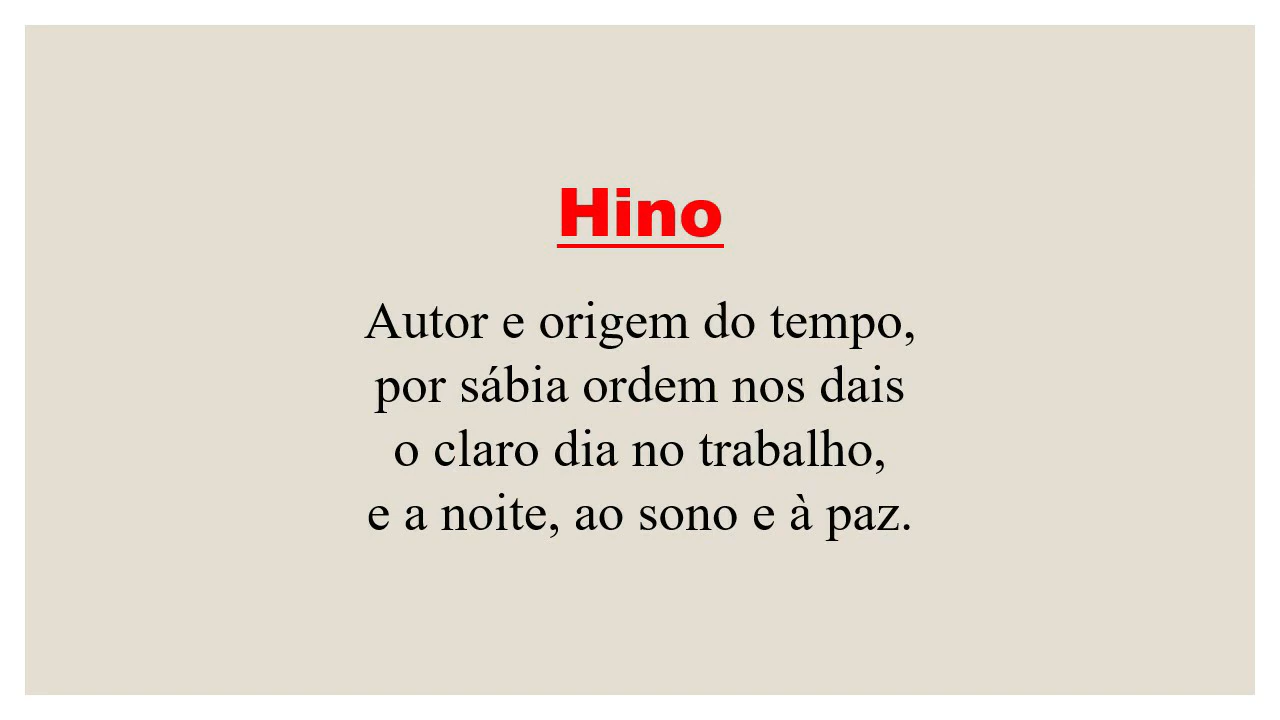 Hino
Autor e origem do tempo,
por sábia ordem nos dais
o claro dia no trabalho,
e a noite, ao sono e à paz.